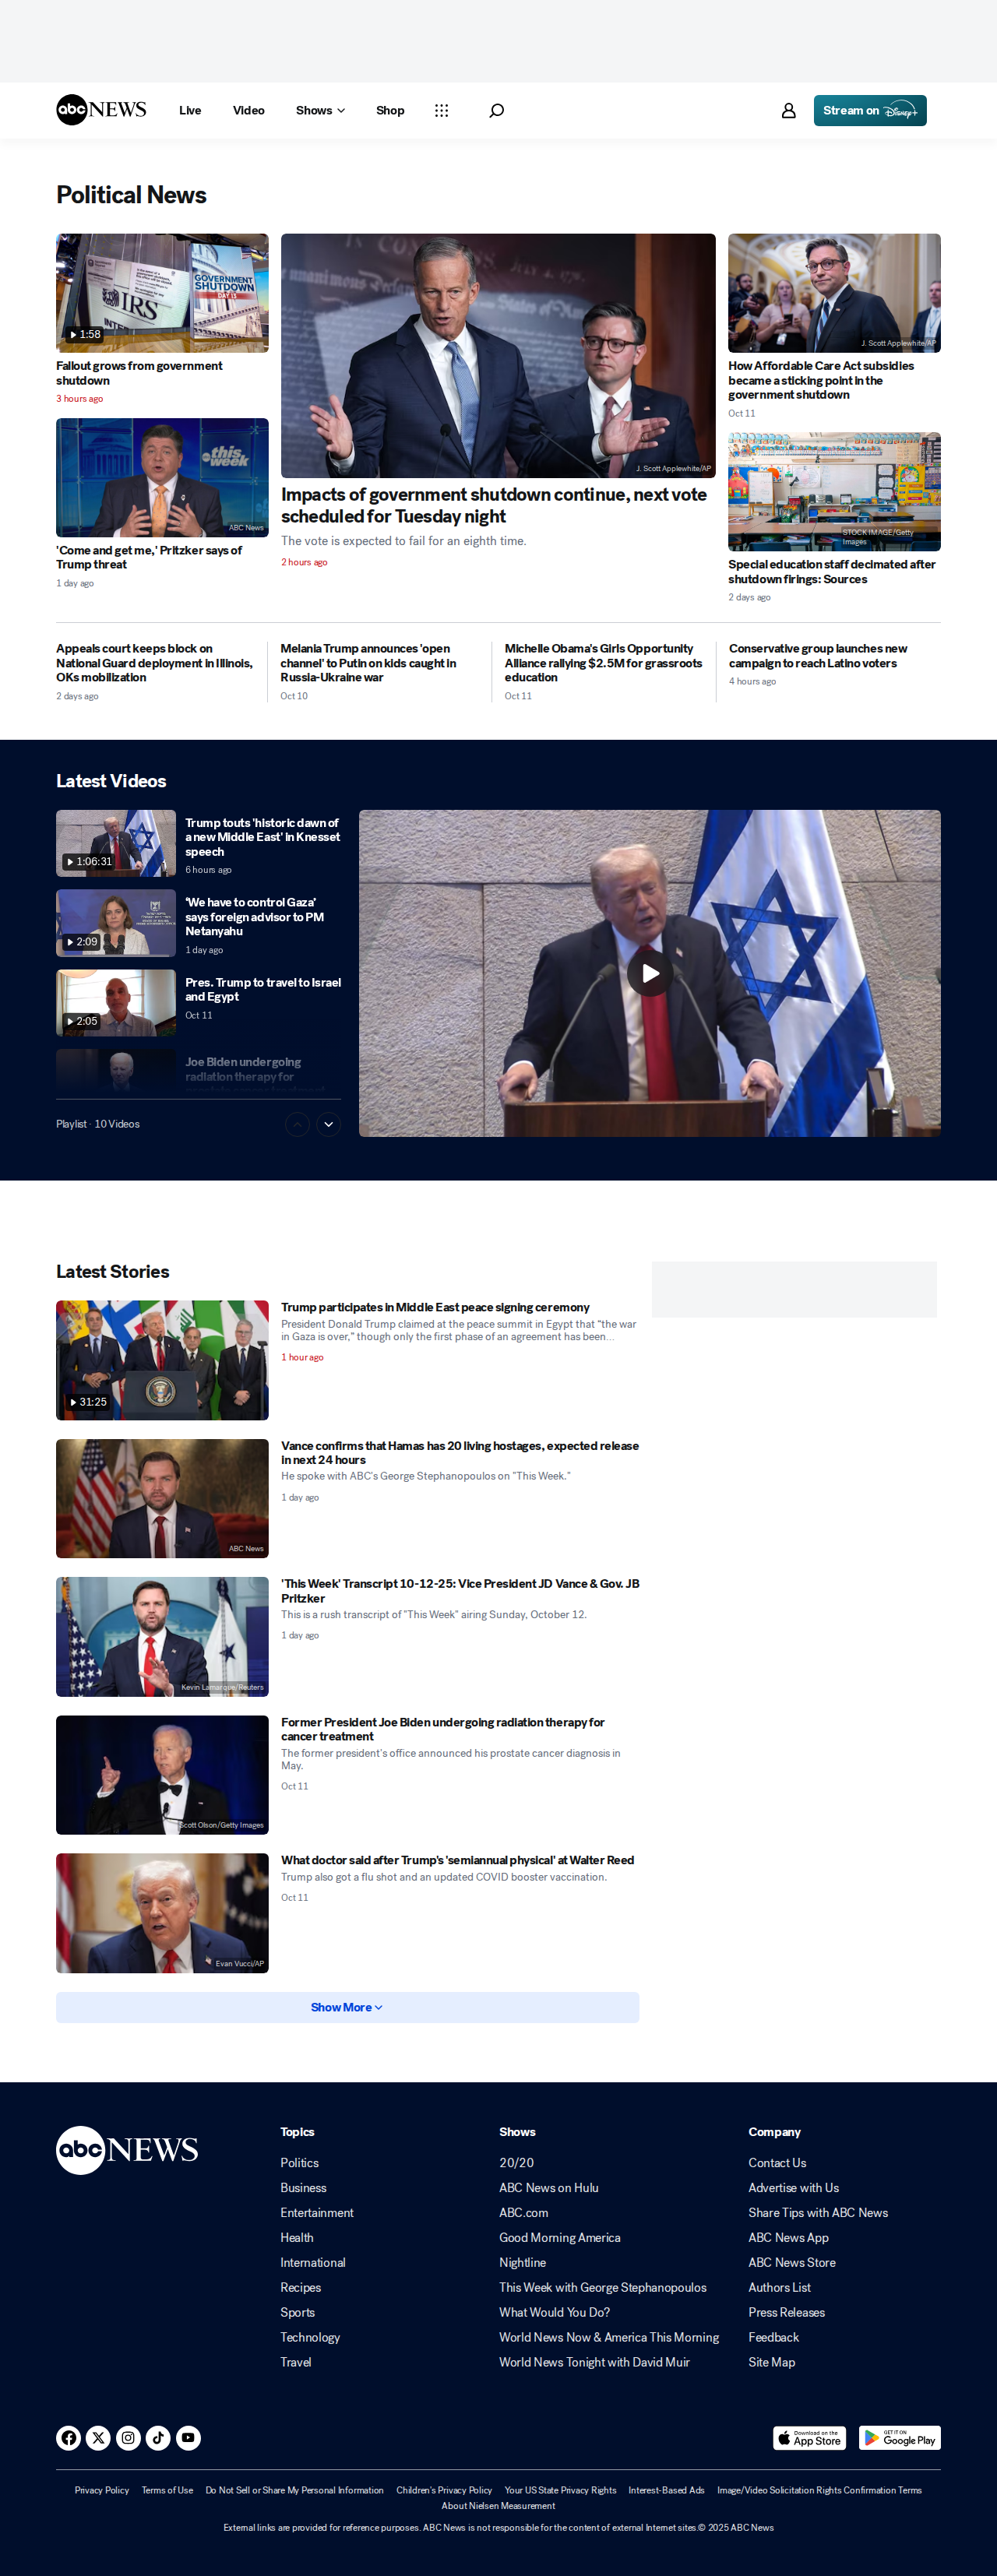 abc NEWS
Live
Video
Shows
Shop
Stream on Disney+
Political News
IRS
GOVERNMENT
SHUTDOWN
DAY 13
1:58
Fallout grows from government
shutdown
3 hours ago
this
week
ABC News
'Come and get me,' Pritzker says of
Trump threat
1 day ago
J. Scott Applewhite/AP
Impacts of government shutdown continue, next vote
scheduled for Tuesday night
The vote is expected to fail for an eighth time.
2 hours ago
J. Scott Applewhite/AP
How Affordable Care Act subsidies
became a sticking point in the
government shutdown
Oct 11
STOCK IMAGE/Getty
Images
Special education staff decimated after
shutdown firings: Sources
2 days ago
Appeals court keeps block on
National Guard deployment in Illinois,
OKs mobilization
2 days ago
Melania Trump announces 'open
channel' to Putin on kids caught in
Russia-Ukraine war
Oct 10
Michelle Obama's Girls Opportunity
Alliance rallying $2.5M for grassroots
education
Oct 11
Conservative group launches new
campaign to reach Latino voters
4 hours ago
Latest Videos
1:06:31
Trump touts 'historic dawn of
a new Middle East' in Knesset
speech
6 hours ago
2:09
‘We have to control Gaza’
says foreign advisor to PM
Netanyahu
1 day ago
2:05
Pres. Trump to travel to Israel
and Egypt
Oct 11
Joe Biden undergoing
radiation therapy for
Playlist · 10 Videos
Latest Stories
31:25
Trump participates in Middle East peace signing ceremony
President Donald Trump claimed at the peace summit in Egypt that "the war
in Gaza is over," though only the first phase of an agreement has been...
1 hour ago
ABC News
Vance confirms that Hamas has 20 living hostages, expected release
in next 24 hours
He spoke with ABC's George Stephanopoulos on "This Week."
1 day ago
Kevin Lamarque/Reuters
'This Week' Transcript 10-12-25: Vice President JD Vance & Gov. JB
Pritzker
This is a rush transcript of "This Week" airing Sunday, October 12.
1 day ago
Scott Olson/Getty Images
Former President Joe Biden undergoing radiation therapy for
cancer treatment
The former president's office announced his prostate cancer diagnosis in
May.
Oct 11
Evan Vucci/AP
What doctor said after Trump's 'semiannual physical' at Walter Reed
Trump also got a flu shot and an updated COVID booster vaccination.
Oct 11
Show More
abc NEWS
Topics
Politics
Business
Entertainment
Health
International
Recipes
Sports
Technology
Travel
Shows
20/20
ABC News on Hulu
ABC.com
Good Morning America
Nightline
This Week with George Stephanopoulos
What Would You Do?
World News Now & America This Morning
World News Tonight with David Muir
Company
Contact Us
Advertise with Us
Share Tips with ABC News
ABC News App
ABC News Store
Authors List
Press Releases
Feedback
Site Map
Download on the
App Store
GET IT ON
Google Play
Privacy Policy Terms of Use Do Not Sell or Share My Personal Information Children's Privacy Policy Your US State Privacy Rights Interest-Based Ads Image/Video Solicitation Rights Confirmation Terms
About Nielsen Measurement
External links are provided for reference purposes. ABC News is not responsible for the content of external Internet sites.© 2025 ABC News